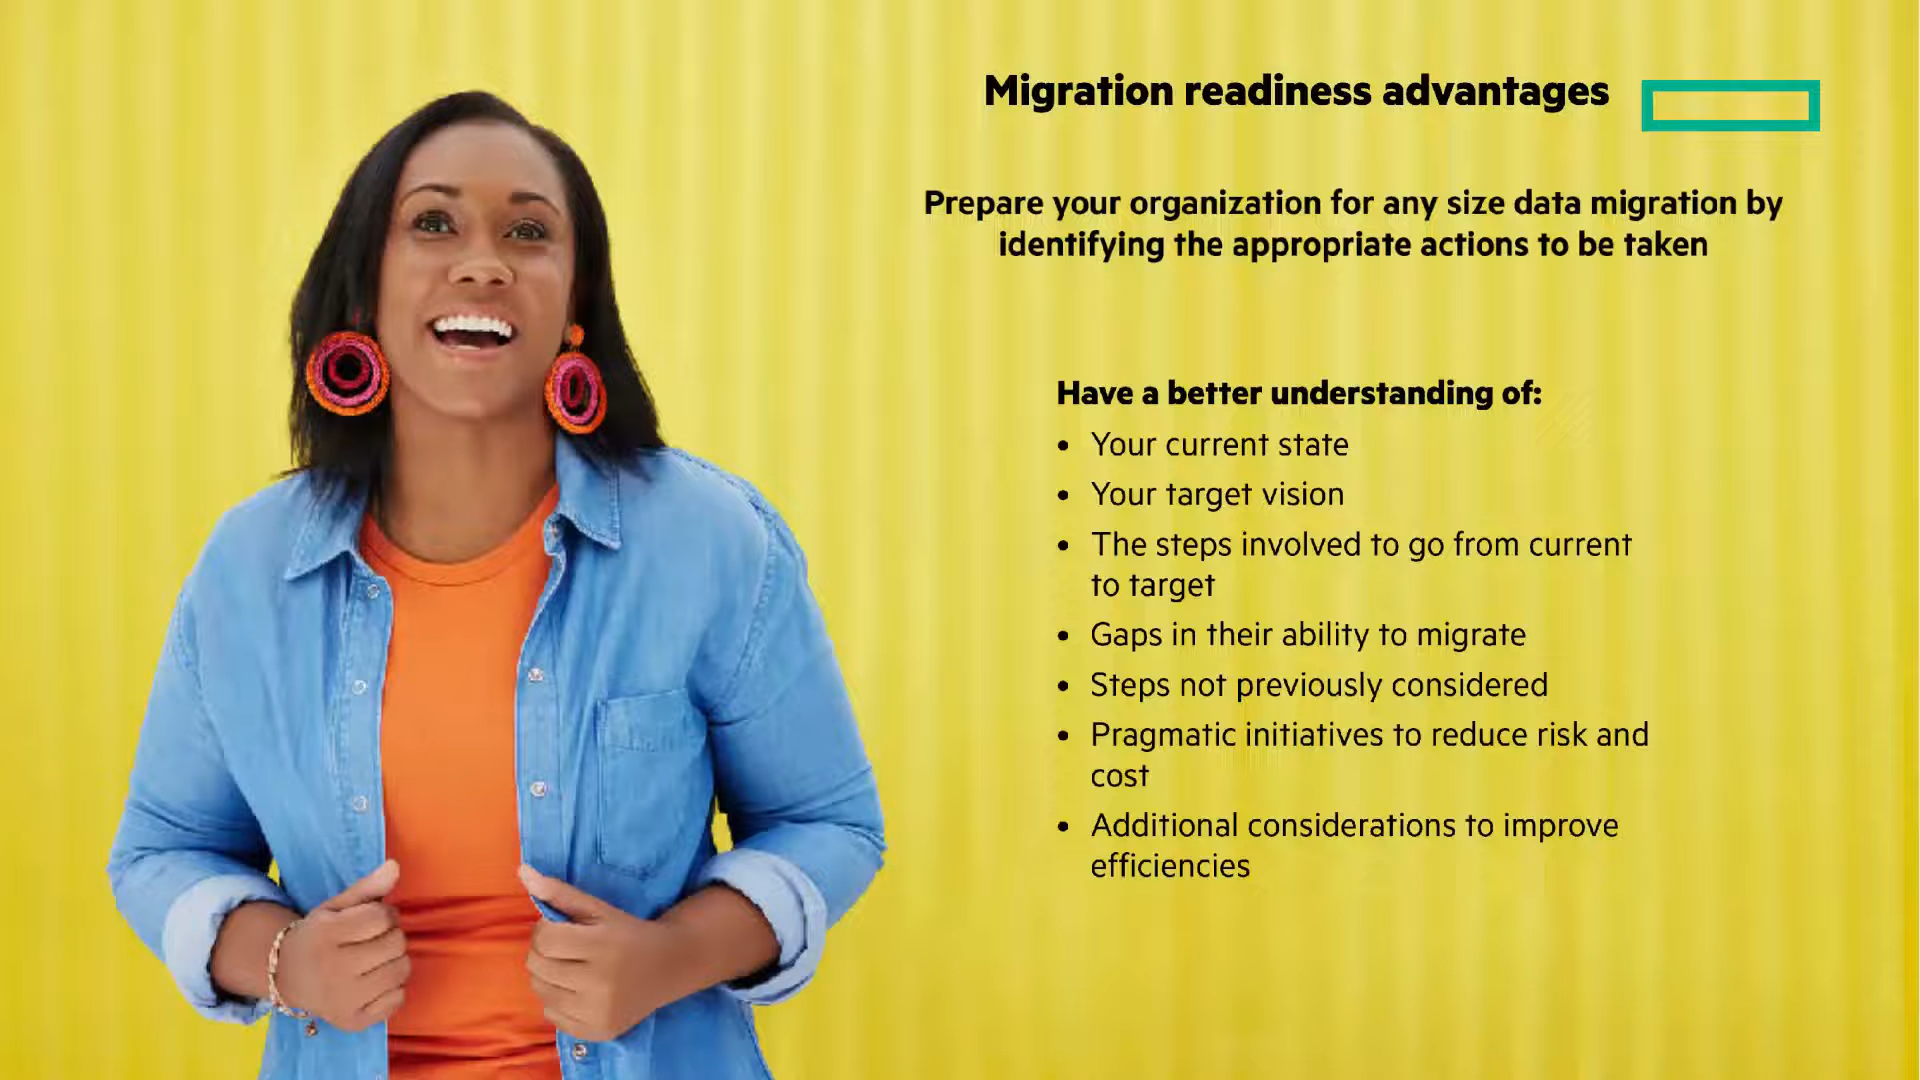 Migration readiness advantages
Prepare your organization for any size data migration by
identifying the appropriate actions to be taken
Have a better understanding of:
• Your current state
• Your target vision
• The steps involved to go from current
to target
• Gaps in their ability to migrate
• Steps not previously considered
• Pragmatic initiatives to reduce risk and
cost
• Additional considerations to improve
efficiencies